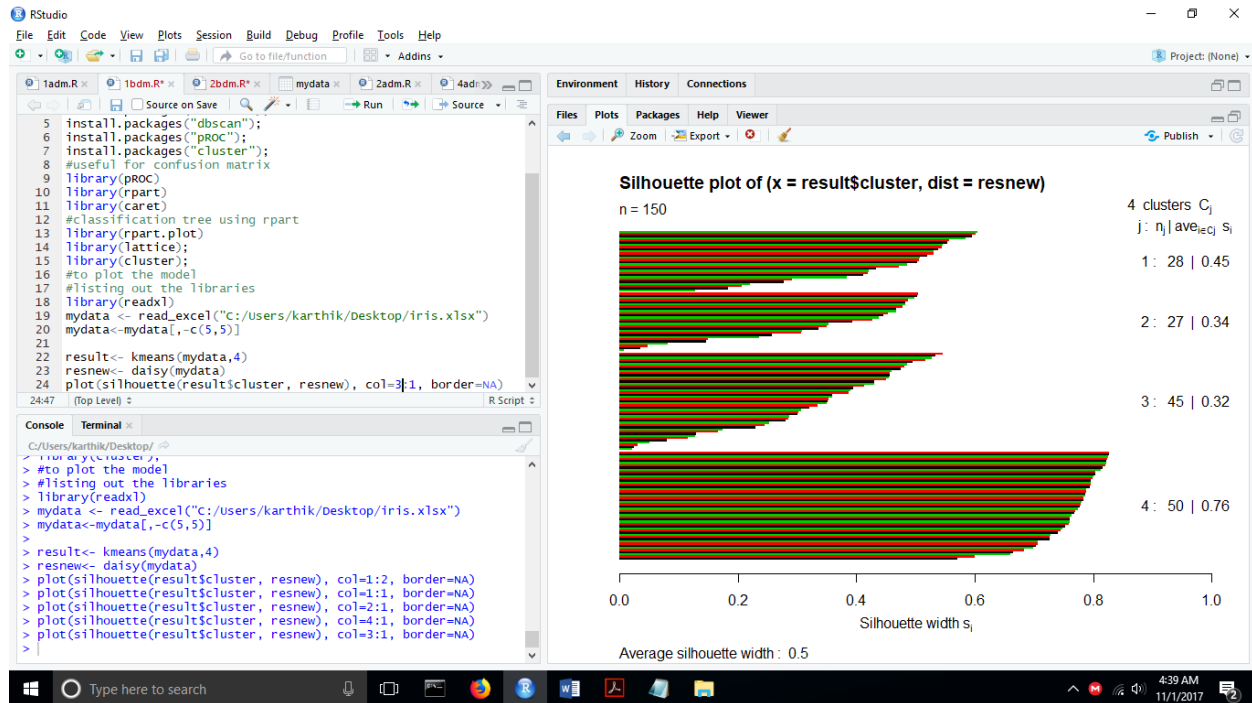 RStudio
File Edit Code View Plots Session Build Debug Profile Tools Help
Go to file/function Addins Project: (None)
1adm.R 1bdm.R* 2bdm.R* mydata 2adm.R 4adn
Source on Save Run Source
5 install.packages("dbscan");
6 install.packages("pROC");
7 install.packages("cluster");
8 #useful for confusion matrix
9 library(pROC)
10 library(rpart)
11 library(caret)
12 #classification tree using rpart
13 library(rpart.plot)
14 library(lattice);
15 library(cluster);
16 #to plot the model
17 #listing out the libraries
18 library(readxl)
19 mydata <- read_excel("C:/Users/karthik/Desktop/iris.xlsx")
20 mydata<-mydata[,-c(5,5)]
21
22 result<- kmeans(mydata,4)
23 resnew<- daisy(mydata)
24 plot(silhouette(result$cluster, resnew), col=3:1, border=NA)
24:47 (Top Level) R Script
Console Terminal
C:/Users/karthik/Desktop/
> library(cluster);
> #to plot the model
> #listing out the libraries
> library(readxl)
> mydata <- read_excel("C:/Users/karthik/Desktop/iris.xlsx")
> mydata<-mydata[,-c(5,5)]
>
> result<- kmeans(mydata,4)
> resnew<- daisy(mydata)
> plot(silhouette(result$cluster, resnew), col=1:2, border=NA)
> plot(silhouette(result$cluster, resnew), col=1:1, border=NA)
> plot(silhouette(result$cluster, resnew), col=2:1, border=NA)
> plot(silhouette(result$cluster, resnew), col=4:1, border=NA)
> plot(silhouette(result$cluster, resnew), col=3:1, border=NA)
>
Environment History Connections
Files Plots Packages Help Viewer
Zoom Export Publish
Silhouette plot of (x = result$cluster, dist = resnew)
n = 150
4 clusters Cj
j : nj | avei∈Cj si
1 : 28 | 0.45
2 : 27 | 0.34
3 : 45 | 0.32
4 : 50 | 0.76
0.0 0.2 0.4 0.6 0.8 1.0
Silhouette width si
Average silhouette width : 0.5
Type here to search
4:39 AM
11/1/2017
2